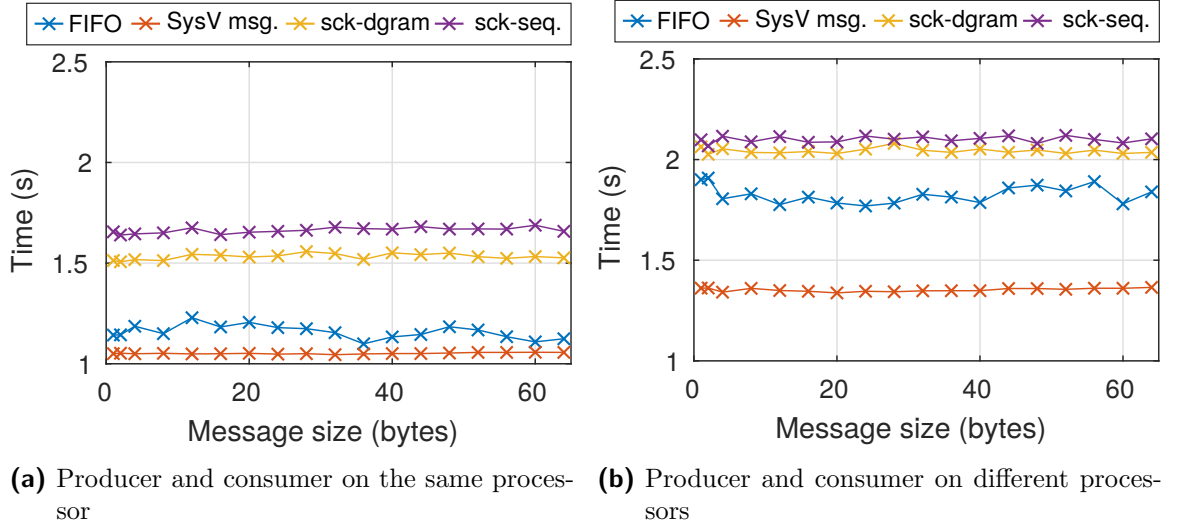 FIFO SysV msg. sck-dgram sck-seq.
2.5
2
1.5
1
0 20 40 60
Time (s)
Message size (bytes)
(a) Producer and consumer on the same proces-
sor
FIFO SysV msg. sck-dgram sck-seq.
2.5
2
1.5
1
0 20 40 60
Time (s)
Message size (bytes)
(b) Producer and consumer on different proces-
sors